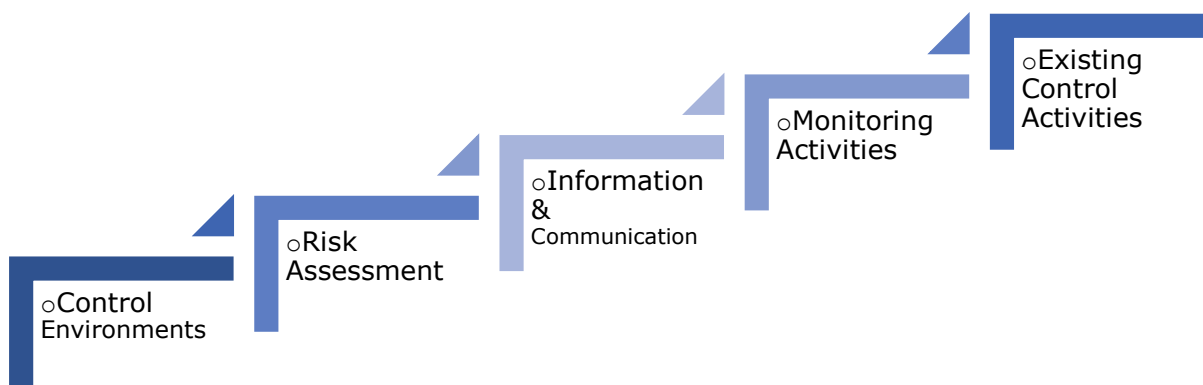 ○Control
Environments
○Risk
Assessment
○Information
&
Communication
○Monitoring
Activities
○Existing
Control
Activities